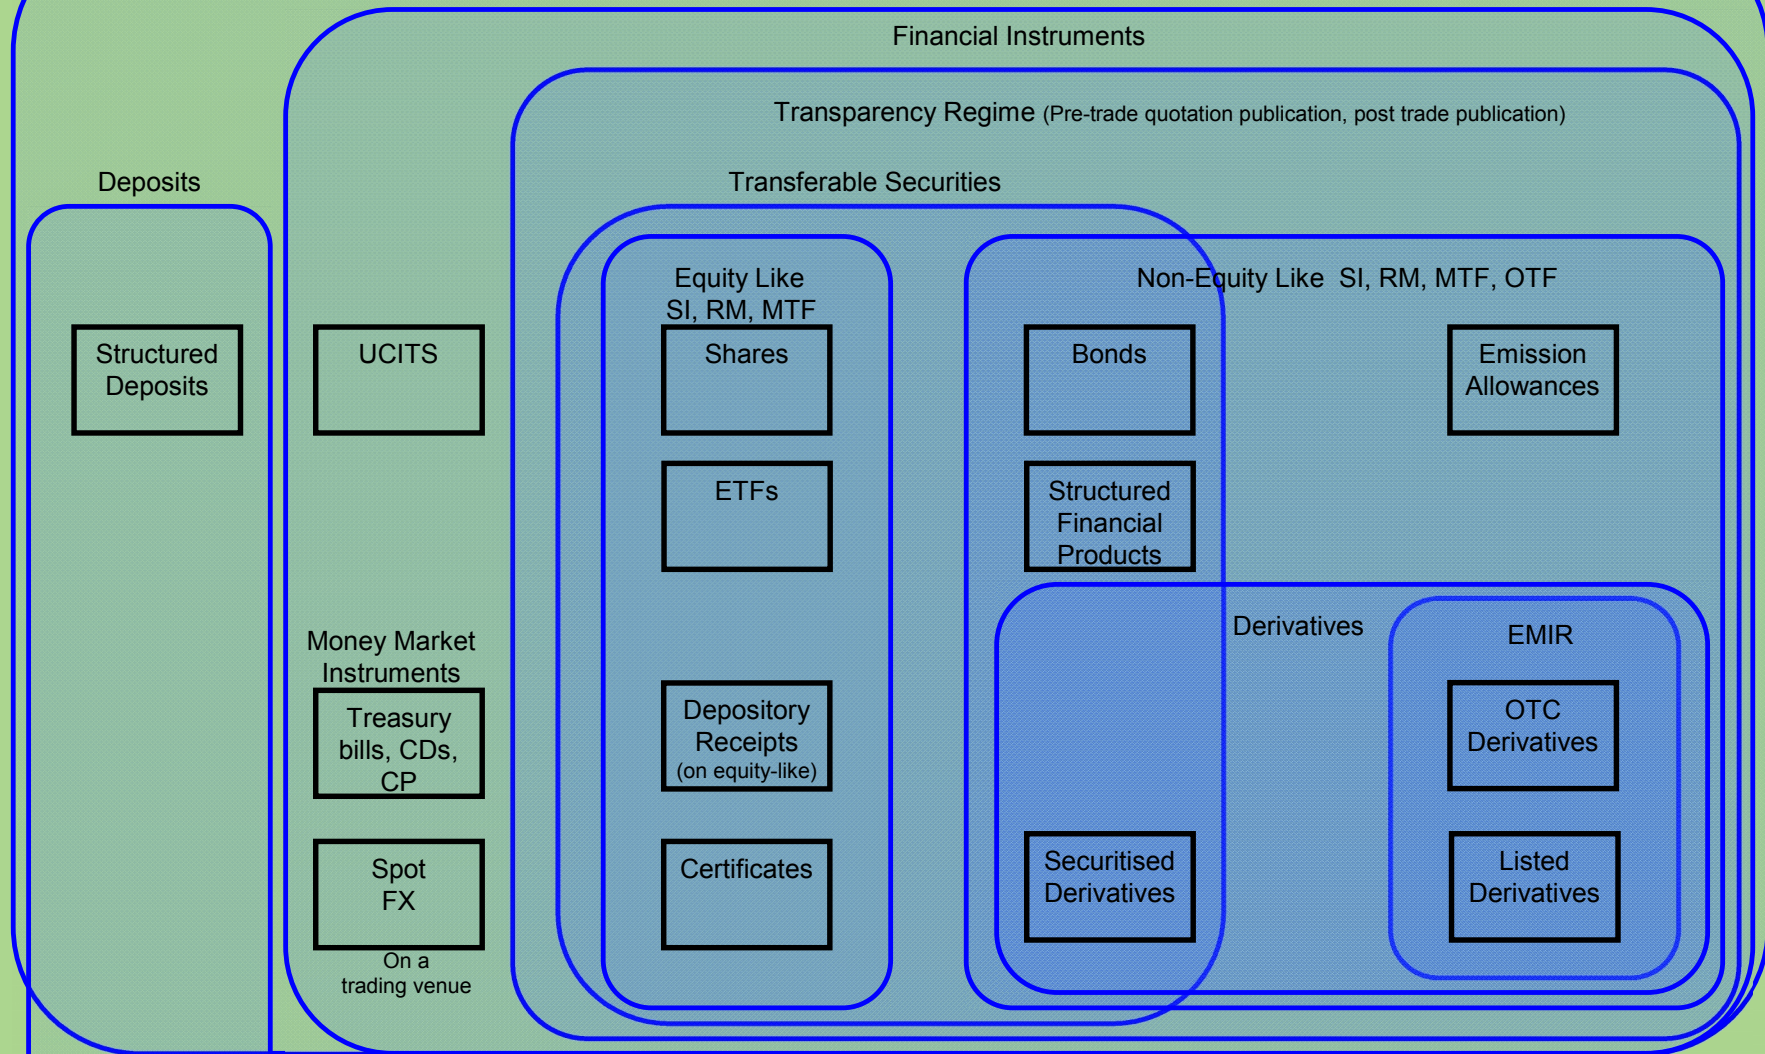 Financial Instruments
Transparency Regime (Pre-trade quotation publication, post trade publication)
Deposits
Transferable Securities
Equity Like
SI, RM, MTF
Non-Equity Like SI, RM, MTF, OTF
Structured
Deposits
UCITS
Shares
Bonds
Emission
Allowances
ETFs
Structured
Financial
Products
Derivatives
EMIR
Money Market
Instruments
Treasury
bills, CDs,
CP
Depository
Receipts
(on equity-like)
OTC
Derivatives
Spot
FX
On a
trading venue
Certificates
Securitised
Derivatives
Listed
Derivatives